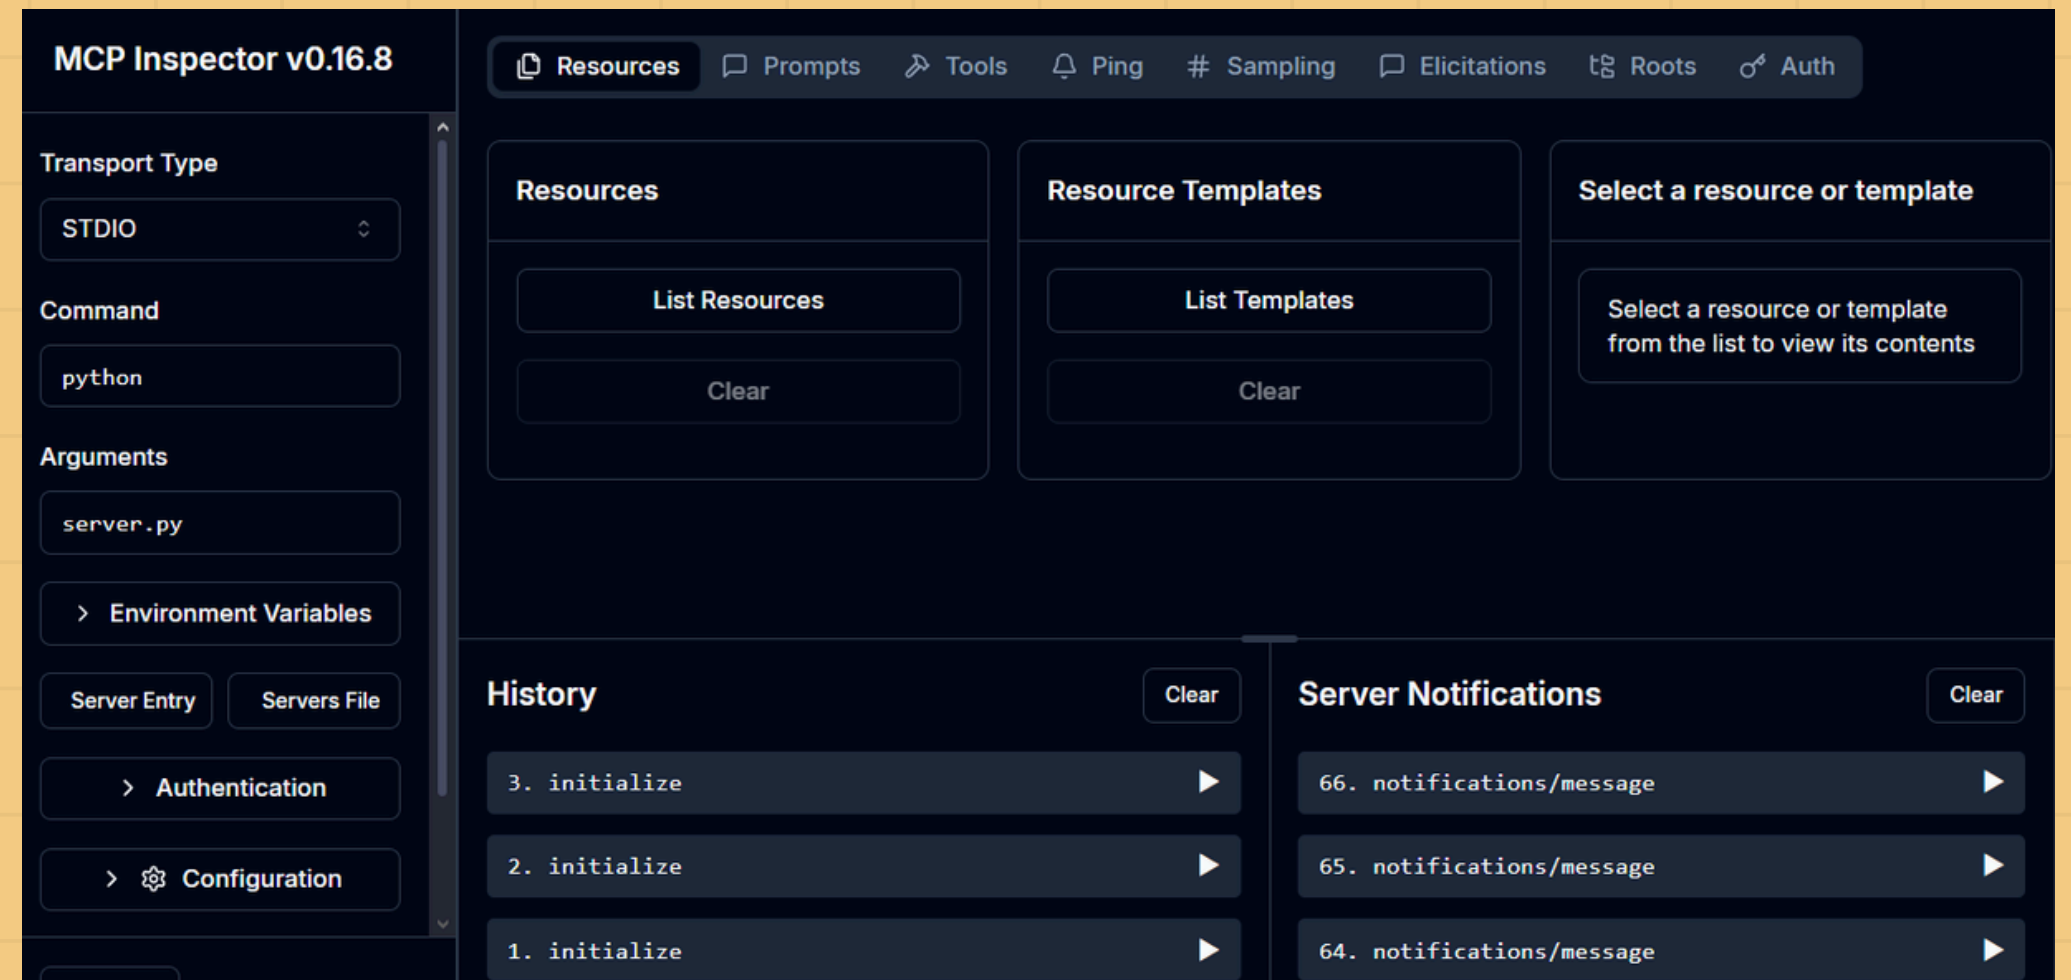 MCP Inspector v0.16.8
Transport Type
STDIO
Command
python
Arguments
server.py
Environment Variables
Server Entry
Servers File
Authentication
Configuration
Resources Prompts Tools Ping Sampling Elicitations Roots Auth
Resources
List Resources
Clear
Resource Templates
List Templates
Clear
Select a resource or template
Select a resource or template
from the list to view its contents
History
Clear
3. initialize
2. initialize
1. initialize
Server Notifications
Clear
66. notifications/message
65. notifications/message
64. notifications/message